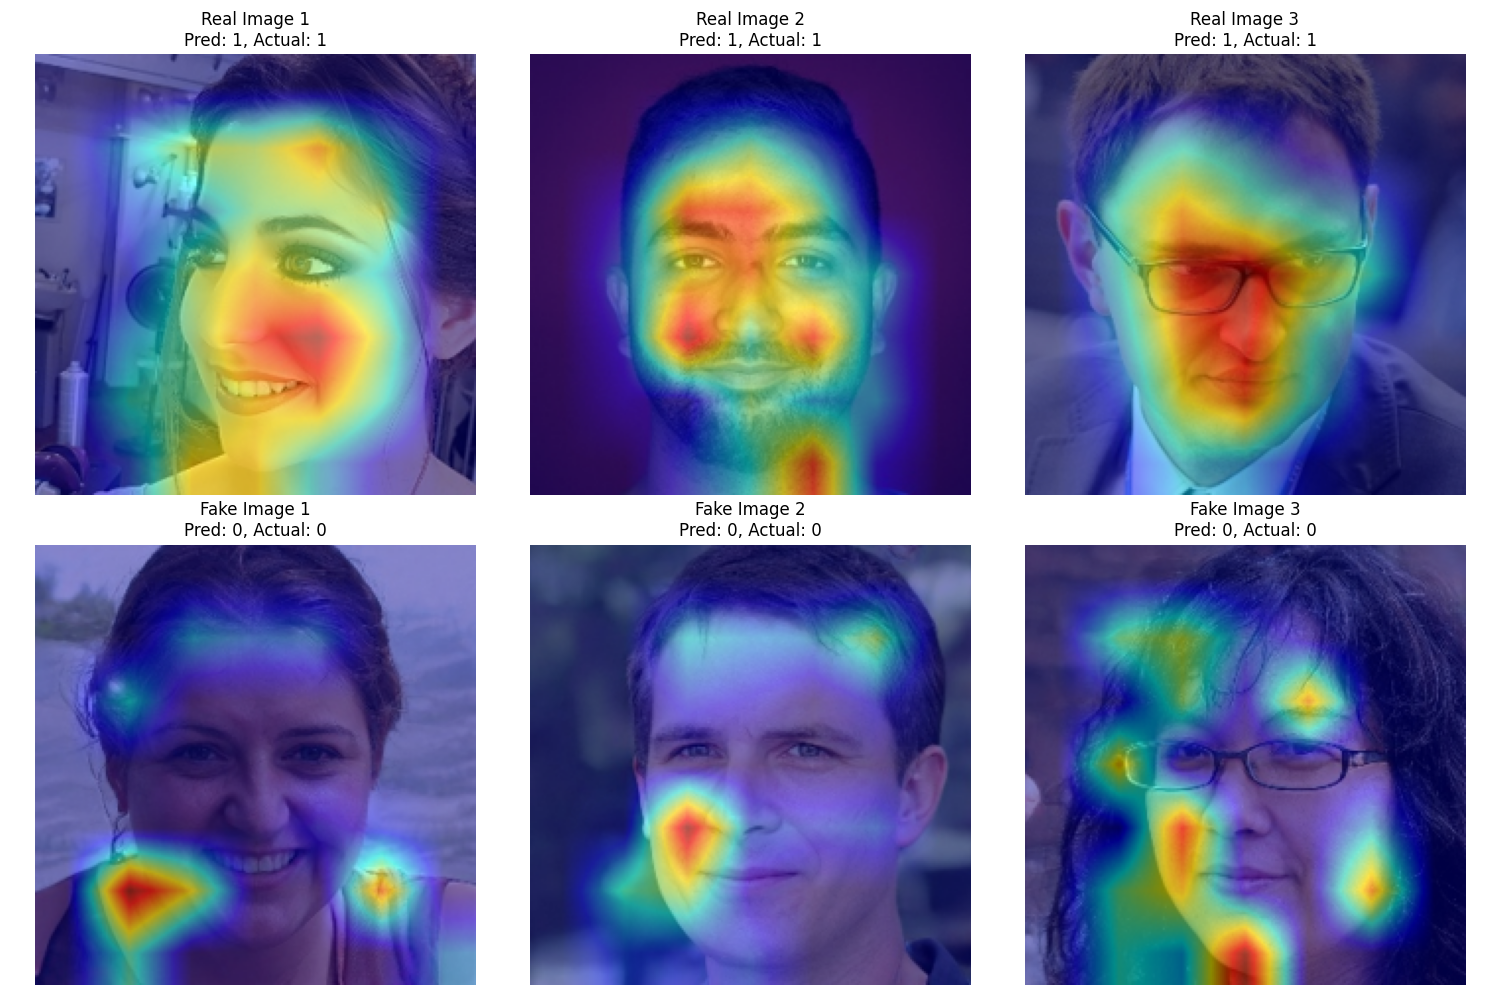 Real Image 1
Pred: 1, Actual: 1
Real Image 2
Pred: 1, Actual: 1
Real Image 3
Pred: 1, Actual: 1
Fake Image 1
Pred: 0, Actual: 0
Fake Image 2
Pred: 0, Actual: 0
Fake Image 3
Pred: 0, Actual: 0